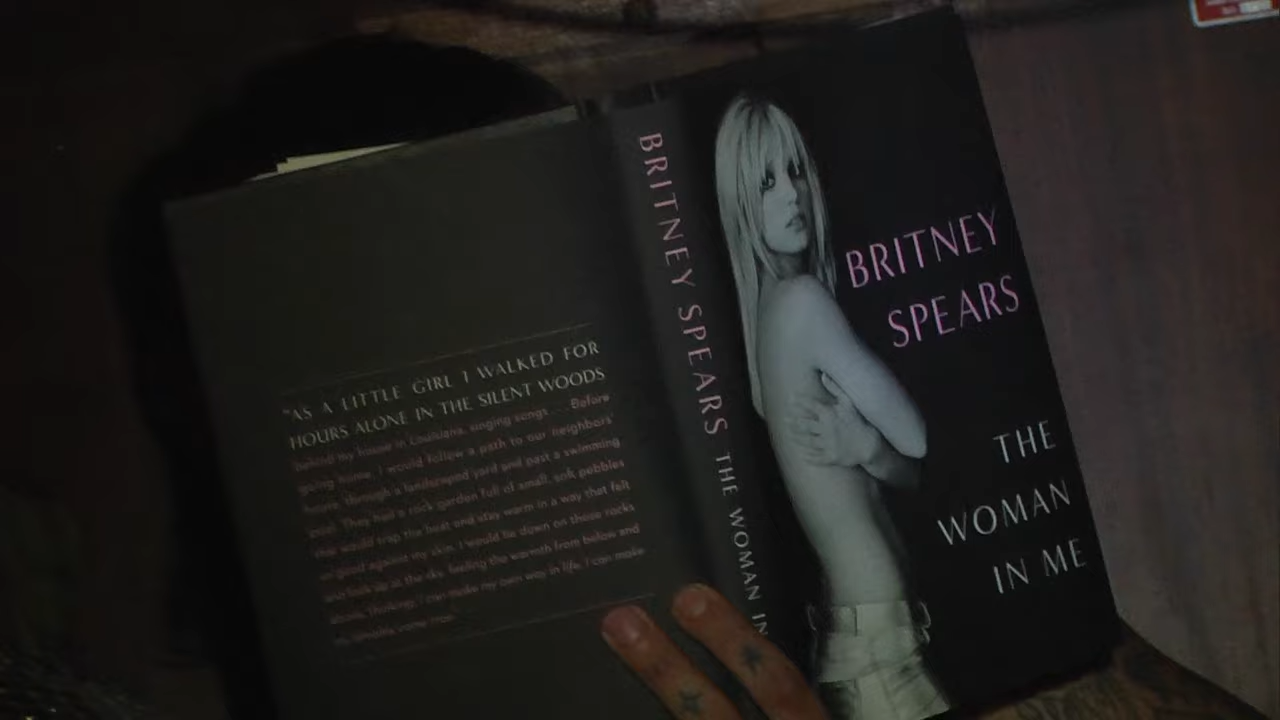 "AS A LITTLE GIRL I WALKED FOR
HOURS ALONE IN THE SILENT WOODS
behind my house in Louisiana, singing songs . . . Before
going home, I would follow a path to our neighbors'
house, through a landscaped yard and past a swimming
pool. They had a rock garden full of small, soft pebbles
that would trap the heat and stay warm in a way that felt
against my skin. I would lie down on those rocks
and look up at the sky, feeling the warmth from below and
above, thinking: I can make my own way in life. I can make
come true.
BRITNEY SPEARS THE WOMAN IN
BRITNEY
SPEARS
THE
WOMAN
IN ME